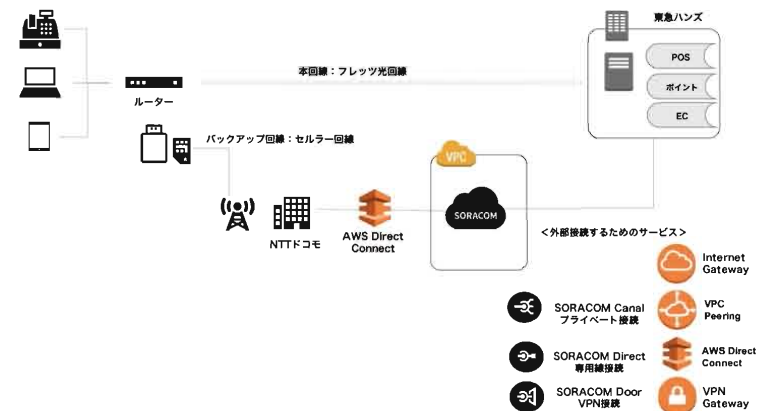 東急ハンズ
POS
ポイント
EC
本回線：フレッツ光回線
ルーター
バックアップ回線：セルラー回線
VPC
SORACOM
NTTドコモ
AWS Direct
Connect
＜外部接続するためのサービス＞
Internet
Gateway
SORACOM Canal
プライベート接続
VPC
Peering
SORACOM Direct
専用線接続
AWS Direct
Connect
SORACOM Door
VPN接続
VPN
Gateway